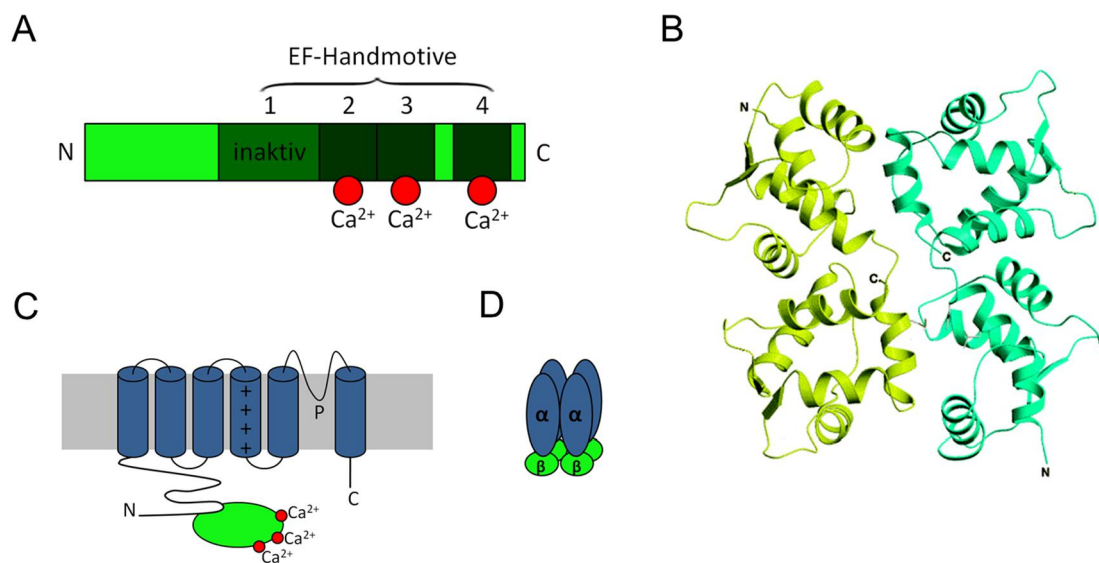 A
EF-Handmotive
1 2 3 4
N inaktiv C
Ca²⁺ Ca²⁺ Ca²⁺
B
N
C
C
N
C
++++
P
N
C
Ca²⁺
Ca²⁺
Ca²⁺
D
α α
β β